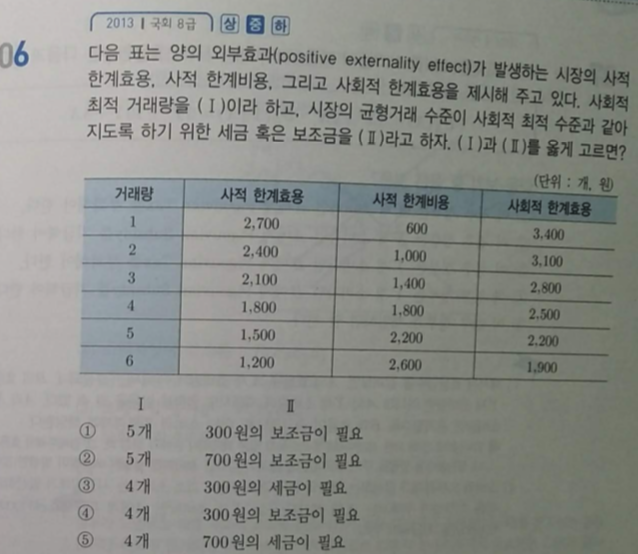 2013 | 국회 8급 상 중 하
06 다음 표는 양의 외부효과(positive externality effect)가 발생하는 시장의 사적
한계효용, 사적 한계비용, 그리고 사회적 한계효용을 제시해 주고 있다. 사회적
최적 거래량을 (Ⅰ)이라 하고, 시장의 균형거래 수준이 사회적 최적 수준과 같아
지도록 하기 위한 세금 혹은 보조금을 (Ⅱ)라고 하자. (Ⅰ)과 (Ⅱ)를 옳게 고르면?
(단위 : 개, 원)
거래량 사적 한계효용 사적 한계비용 사회적 한계효용
1 2,700 600 3,400
2 2,400 1,000 3,100
3 2,100 1,400 2,800
4 1,800 1,800 2,500
5 1,500 2,200 2,200
6 1,200 2,600 1,900
Ⅰ Ⅱ
① 5개 300원의 보조금이 필요
② 5개 700원의 보조금이 필요
③ 4개 300원의 세금이 필요
④ 4개 300원의 보조금이 필요
⑤ 4개 700원의 세금이 필요